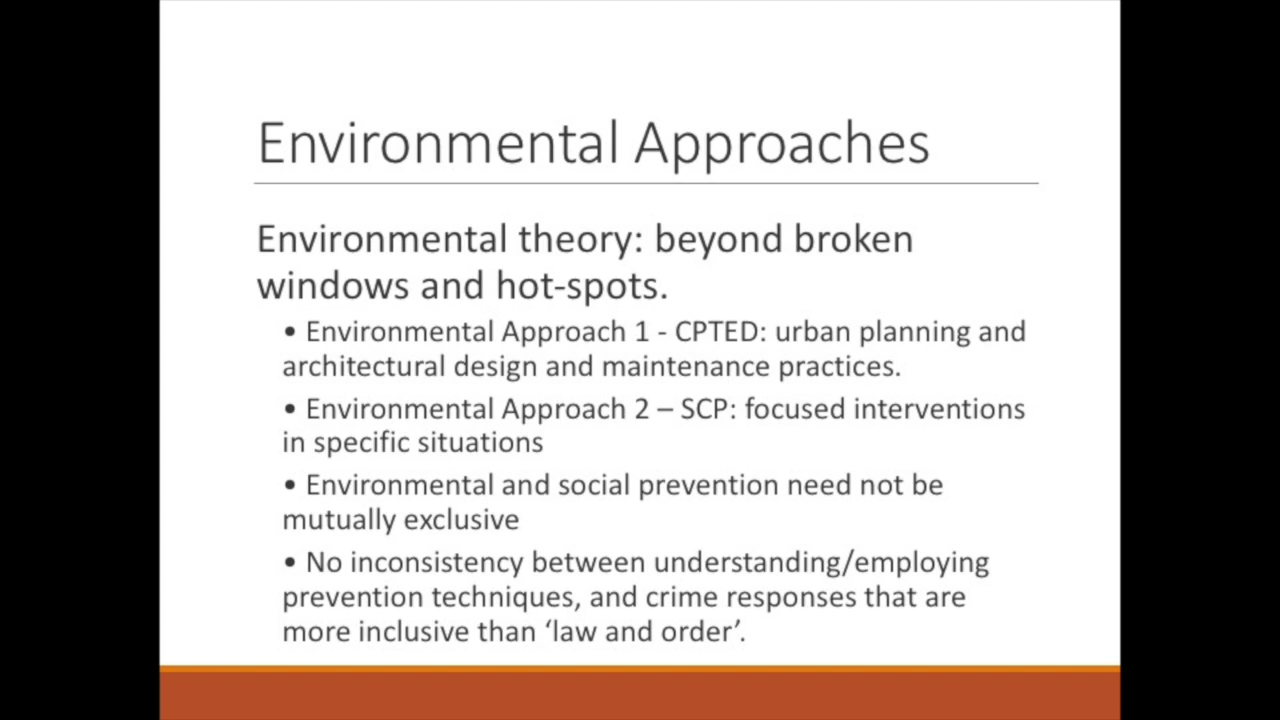 Environmental Approaches
Environmental theory: beyond broken
windows and hot-spots.
• Environmental Approach 1 - CPTED: urban planning and
architectural design and maintenance practices.
• Environmental Approach 2 – SCP: focused interventions
in specific situations
• Environmental and social prevention need not be
mutually exclusive
• No inconsistency between understanding/employing
prevention techniques, and crime responses that are
more inclusive than ‘law and order’.